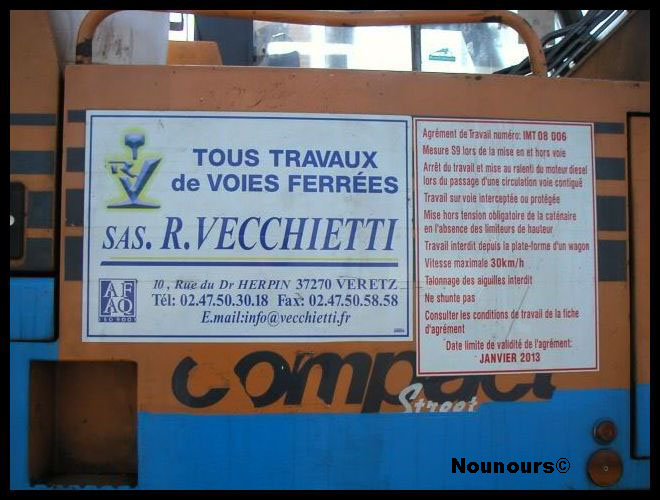 RV
TOUS TRAVAUX
de VOIES FERRÉES
SAS. R.VECCHIETTI
10, Rue du Dr HERPIN 37270 VERETZ
Tél: 02.47.50.30.18 Fax: 02.47.50.58.58
E.mail:info@vecchietti.fr
AF
AQ
ISO 9001
Agrément de Travail numéro: IMT 08 006
Mesure S9 lors de la mise en et hors voie
Arrêt du travail et mise au ralenti du moteur diesel
lors du passage d'une circulation voie contiguë
Travail sur voie interceptée ou protégée
Mise hors tension obligatoire de la caténaire
en l'absence des limiteurs de hauteur
Travail interdit depuis la plate-forme d'un wagon
Vitesse maximale 30km/h
Talonnage des aiguilles interdit
Ne shunte pas
Consulter les conditions de travail de la fiche
d'agrément
Date limite de validité de l'agrément:
JANVIER 2013
compact
Street
Nounours©